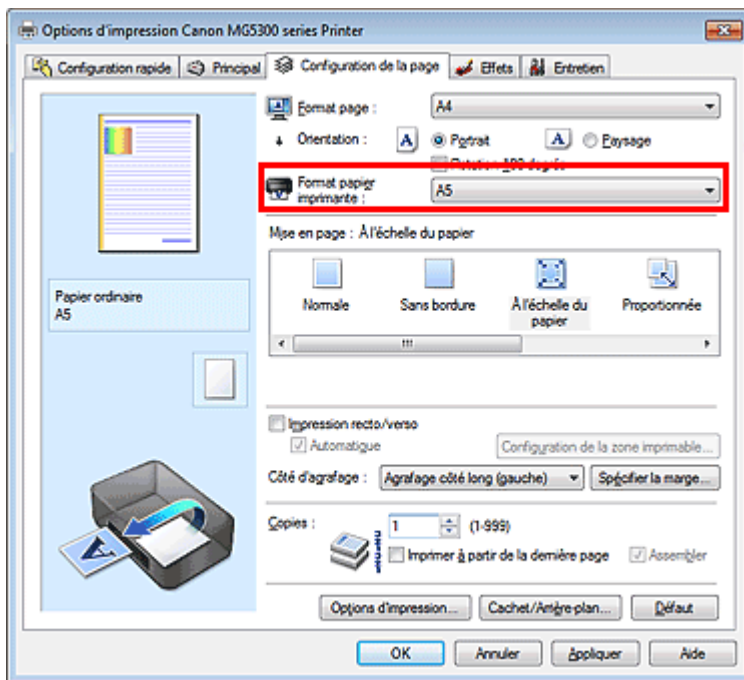 Options d'impression Canon MG5300 series Printer
Configuration rapide Principal Configuration de la page Effets Entretien
Format page : A4
Orientation : A Portrait A Paysage
Rotation 180 degrés
Format papier imprimante : A5
Mise en page : À l'échelle du papier
Normale Sans bordure À l'échelle du papier Proportionnée
Papier ordinaire
A5
Impression recto/verso
Automatique Configuration de la zone imprimable...
Côté d'agrafage : Agrafage côté long (gauche) Spécifier la marge...
Copies : 1 (1-999)
Imprimer à partir de la dernière page Assembler
Options d'impression... Cachet/Arrière-plan... Défaut
OK Annuler Appliquer Aide